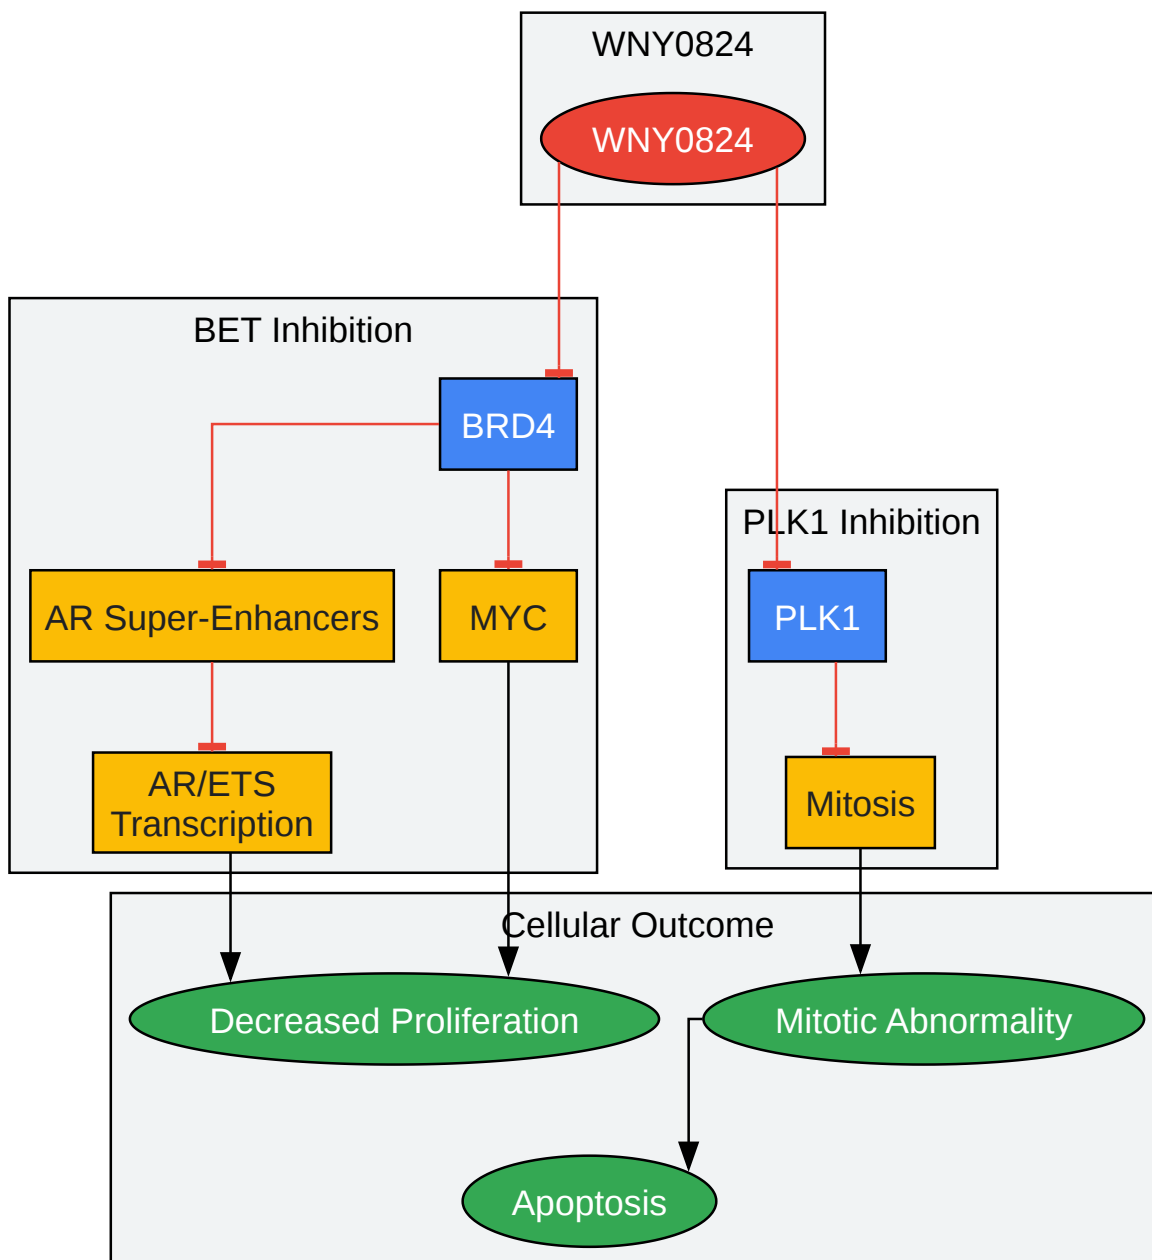 WNY0824
WNY0824
BET Inhibition
BRD4
PLK1 Inhibition
AR Super-Enhancers
MYC
PLK1
AR/ETS
Transcription
Mitosis
Cellular Outcome
Decreased Proliferation
Mitotic Abnormality
Apoptosis